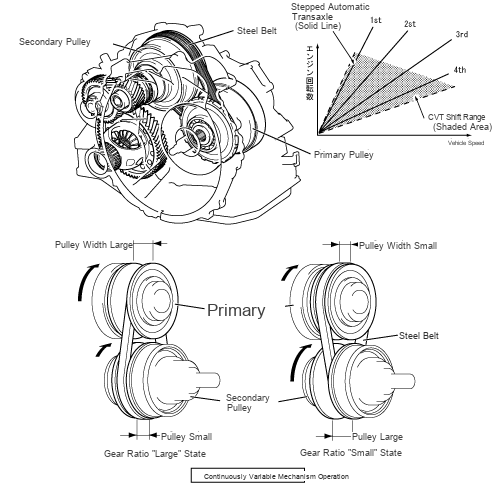 Stepped Automatic
Transaxle
(Solid Line)
1st
2st
3rd
4th
Steel Belt
Secondary Pulley
エンジン回転数
CVT Shift Range
(Shaded Area)
Vehicle Speed
Primary Pulley
Pulley Width Large
Pulley Width Small
Primary
Steel Belt
Secondary
Pulley
Pulley Small
Pulley Large
Gear Ratio "Large" State
Gear Ratio "Small" State
Continuously Variable Mechanism Operation